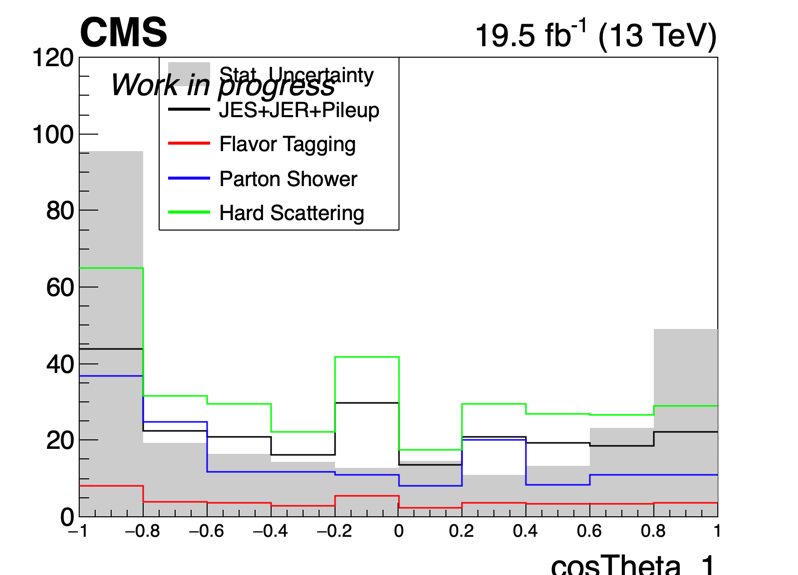 CMS
19.5 fb-1 (13 TeV)
Work in progress
Stat. Uncertainty
JES+JER+Pileup
Flavor Tagging
Parton Shower
Hard Scattering
120
100
80
60
40
20
0
−1 −0.8 −0.6 −0.4 −0.2 0 0.2 0.4 0.6 0.8 1
cosTheta_1